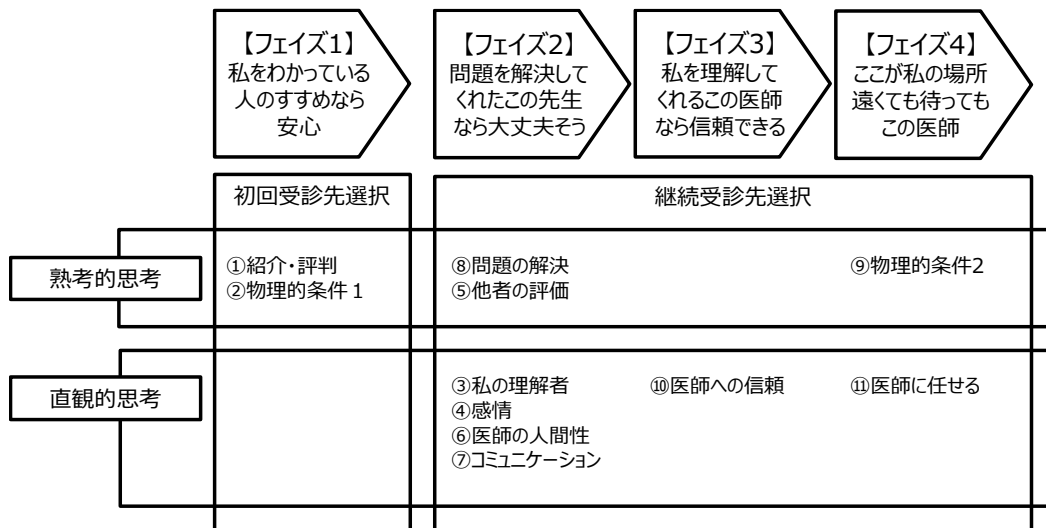 【フェイズ1】
私をわかっている
人のすすめなら
安心
【フェイズ2】
問題を解決して
くれたこの先生
なら大丈夫そう
【フェイズ3】
私を理解して
くれるこの医師
なら信頼できる
【フェイズ4】
ここが私の場所
遠くても待っても
この医師
初回受診先選択
継続受診先選択
熟考的思考
①紹介・評判
②物理的条件1
⑧問題の解決
⑤他者の評価
⑨物理的条件2
直観的思考
③私の理解者
④感情
⑥医師の人間性
⑦コミュニケーション
⑩医師への信頼
⑪医師に任せる